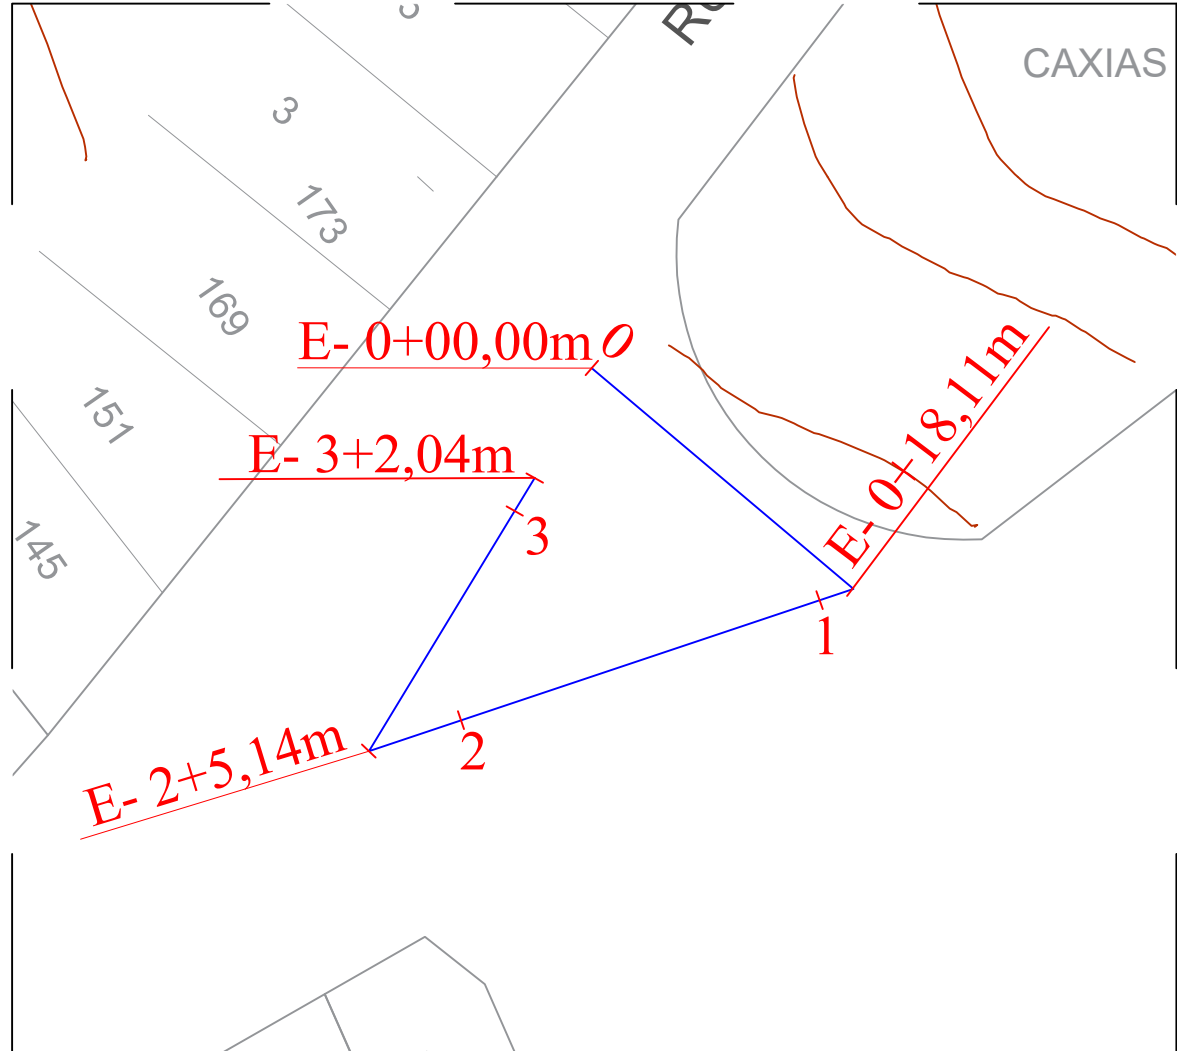 CAXIAS
3
173
169
151
145
E- 0+00,00m
0
E- 3+2,04m
3
E- 0+18,11m
1
2
E- 2+5,14m